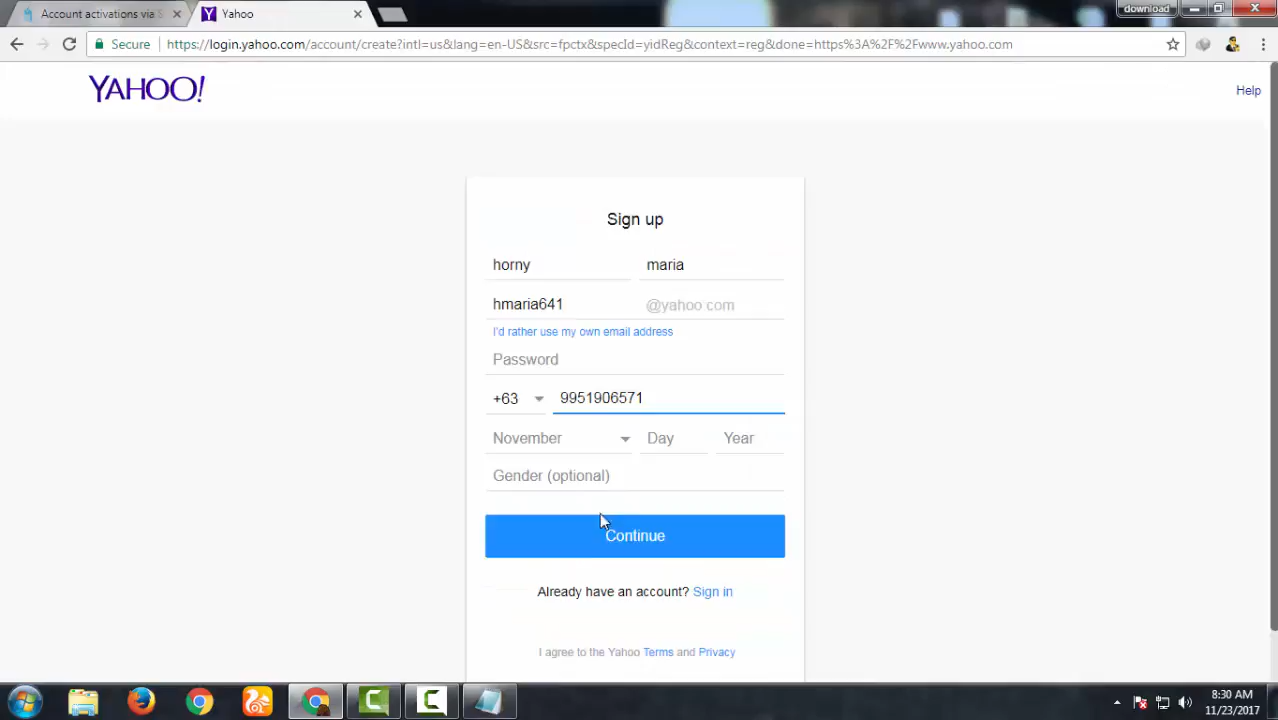 Account activations via S
Yahoo
download
Secure
https://login.yahoo.com/account/create?intl=us&lang=en-US&src=fpctx&specId=yidReg&context=reg&done=https%3A%2F%2Fwww.yahoo.com
YAHOO!
Help
Sign up
horny maria
hmaria641 @yahoo.com
I'd rather use my own email address
Password
+63 9951906571
November Day Year
Gender (optional)
Continue
Already have an account? Sign in
I agree to the Yahoo Terms and Privacy
8:30 AM
11/23/2017